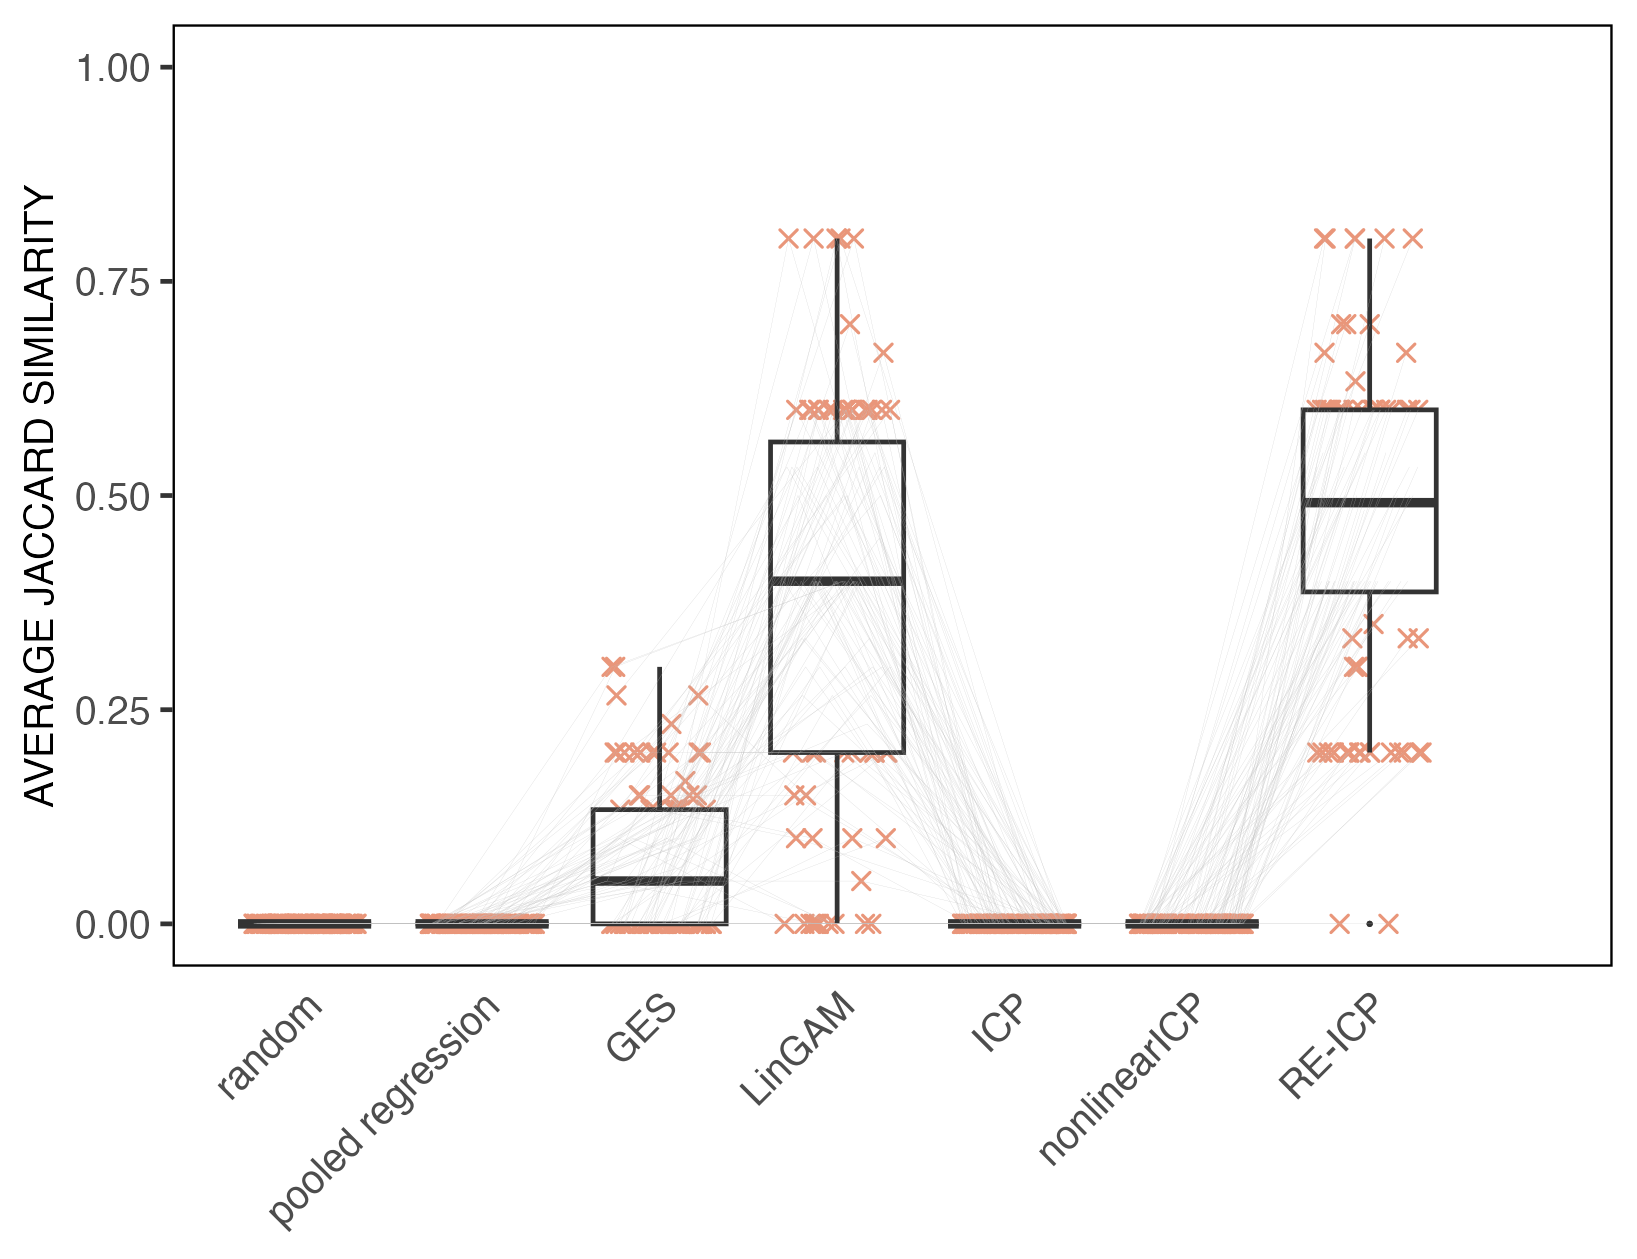 AVERAGE JACCARD SIMILARITY
1.00
0.75
0.50
0.25
0.00
random
pooled regression
GES
LinGAM
ICP
nonlinearICP
RE-ICP